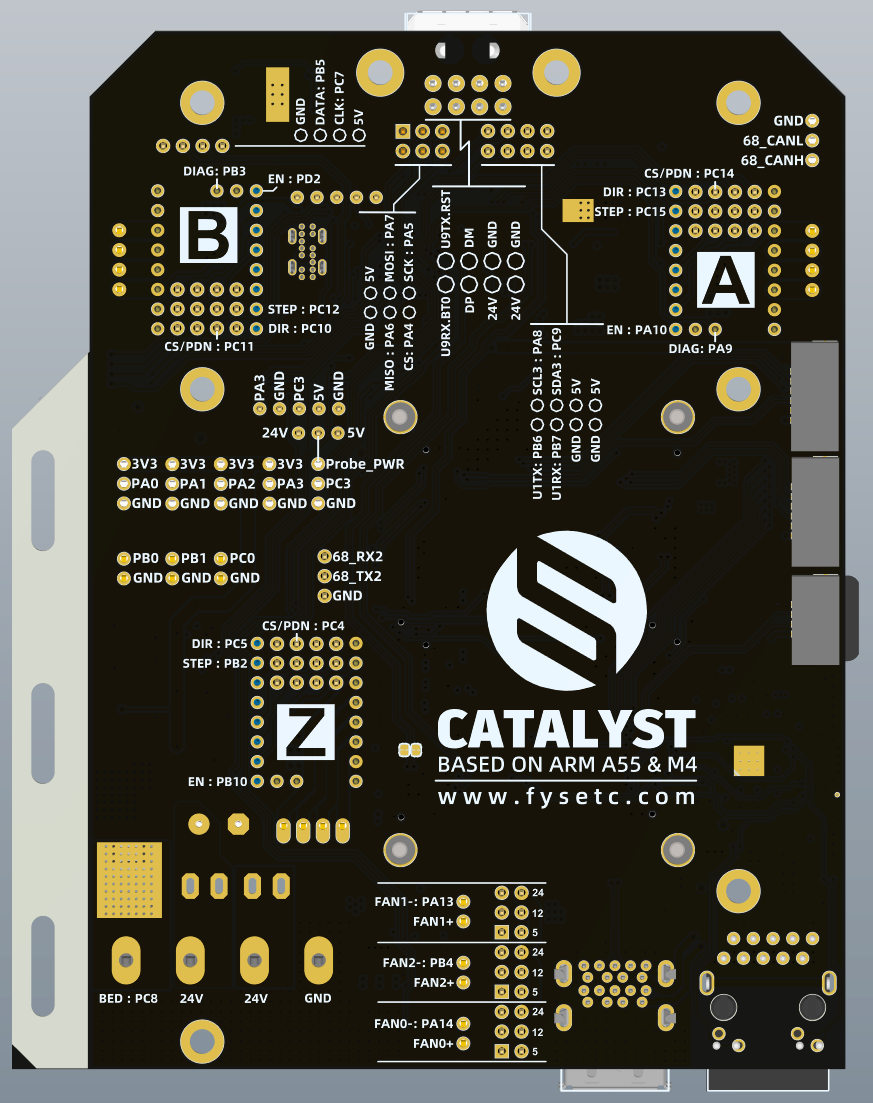 GND
DATA: PB5
CLK: PC7
5V
GND
68_CANL
68_CANH
DIAG: PB3
EN : PD2
B
STEP : PC12
DIR : PC10
CS/PDN : PC11
5V
MOSI : PA7
SCK : PA5
GND
MISO : PA6
CS: PA4
U9TX.RST
DM
GND
GND
U9RX.BT0
DP
24V
24V
CS/PDN : PC14
DIR : PC13
STEP : PC15
A
EN : PA10
DIAG: PA9
SCL3 : PA8
SDA3 : PC9
5V
5V
U1TX: PB6
U1RX: PB7
GND
GND
PA3
GND
PC3
5V
GND
24V
5V
3V3 3V3 3V3 3V3 Probe_PWR
PA0 PA1 PA2 PA3 PC3
GND GND GND GND GND
PB0 PB1 PC0
GND GND GND
68_RX2
68_TX2
GND
CS/PDN : PC4
DIR : PC5
STEP : PB2
Z
EN : PB10
CATALYST
BASED ON ARM A55 & M4
www.fysetc.com
FAN1-: PA13
FAN1+
24
12
5
FAN2-: PB4
FAN2+
24
12
5
FAN0-: PA14
FAN0+
24
12
5
BED : PC8 24V 24V GND